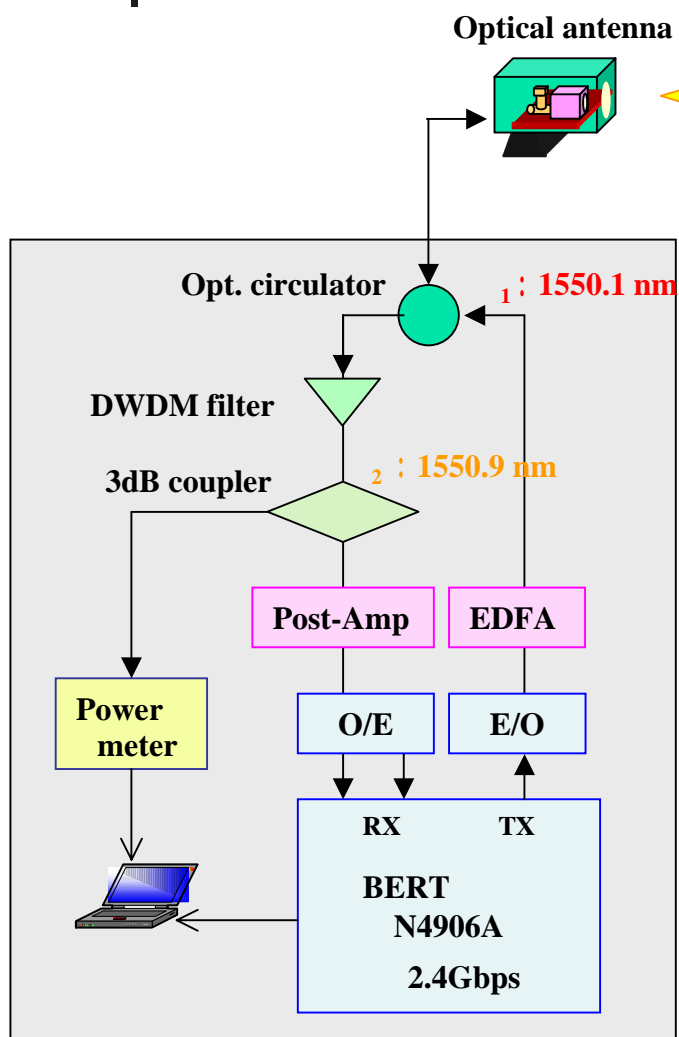 Optical antenna
Opt. circulator
1 : 1550.1 nm
DWDM filter
2 : 1550.9 nm
3dB coupler
Post-Amp
EDFA
Power
meter
O/E
E/O
RX
TX
BERT
N4906A
2.4Gbps